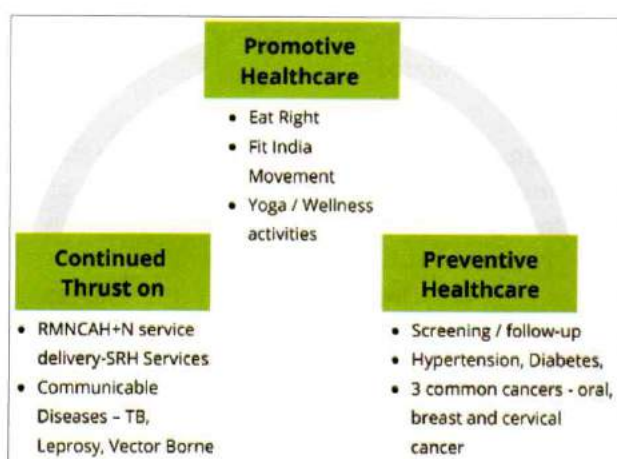 Promotive
Healthcare
• Eat Right
• Fit India
Movement
• Yoga / Wellness
activities
Continued
Thrust on
• RMNCAH+N service
delivery-SRH Services
• Communicable
Diseases – TB,
Leprosy, Vector Borne
Preventive
Healthcare
• Screening / follow-up
• Hypertension, Diabetes,
• 3 common cancers - oral,
breast and cervical
cancer